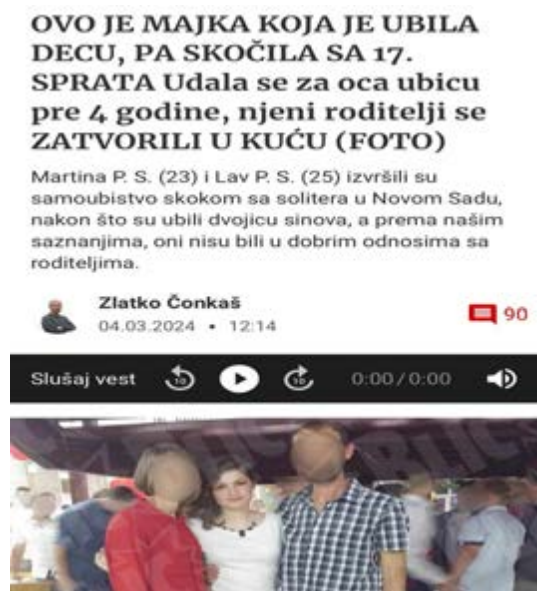 OVO JE MAJKA KOJA JE UBILA
DECU, PA SKOČILA SA 17.
SPRATA Udala se za oca ubicu
pre 4 godine, njeni roditelji se
ZATVORILI U KUĆU (FOTO)
Martina P. S. (23) i Lav P. S. (25) izvršili su
samoubistvo skokom sa solitera u Novom Sadu,
nakon što su ubili dvojicu sinova, a prema našim
saznanjima, oni nisu bili u dobrim odnosima sa
roditeljima.
Zlatko Čonkaš
90
04.03.2024 • 12:14
Slušaj vest 10 10 0:00/0:00